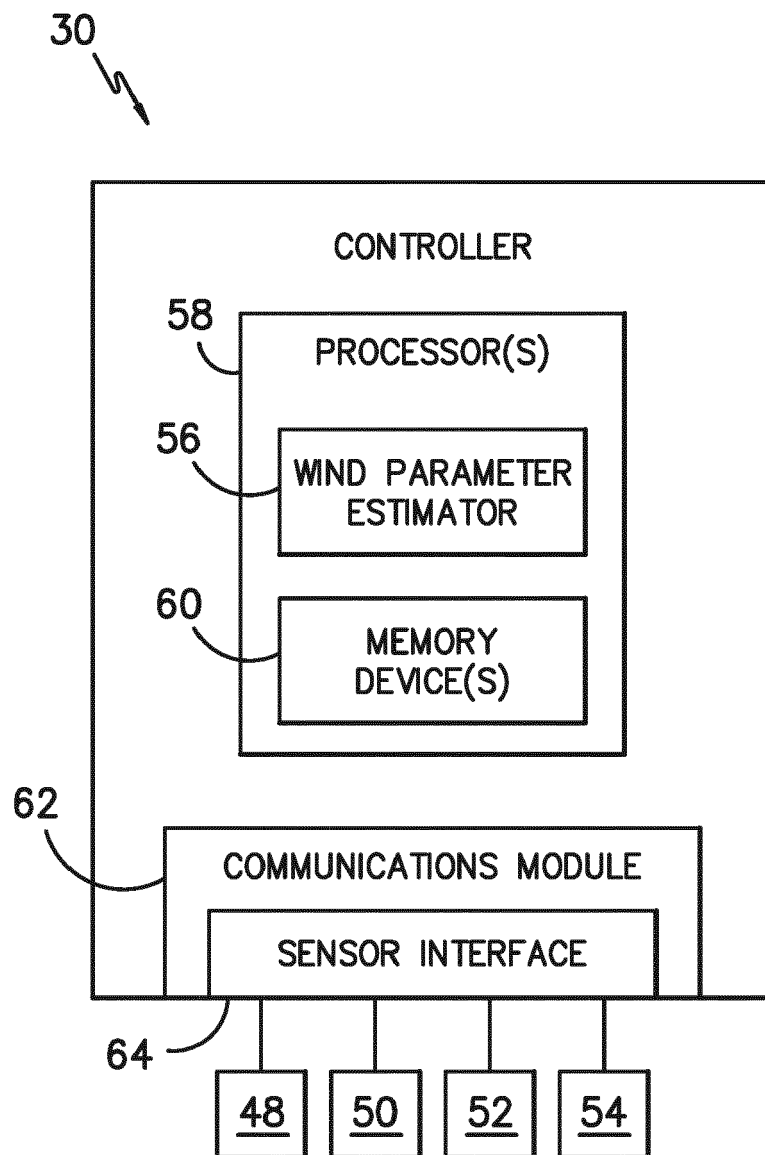 30
CONTROLLER
58
PROCESSOR(S)
56
WIND PARAMETER
ESTIMATOR
60
MEMORY
DEVICE(S)
62
COMMUNICATIONS MODULE
SENSOR INTERFACE
64
48 50 52 54